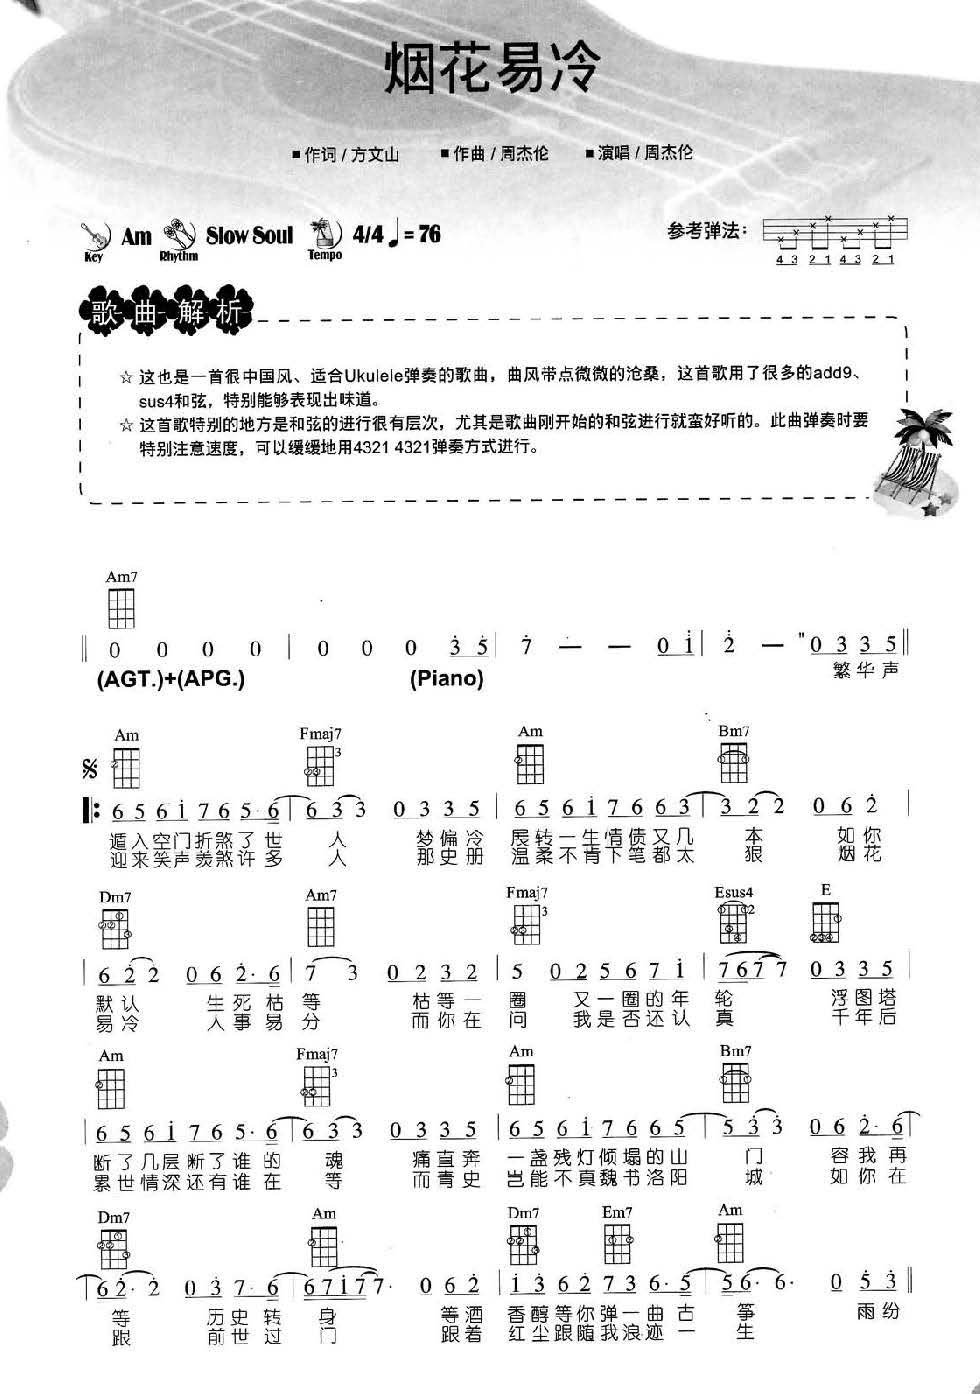 烟花易冷
■作词/方文山 ■作曲/周杰伦 ■演唱/周杰伦
Key Am Rhythm Slow Soul Tempo 4/4 ♩=76 参考弹法：
4 3 2 1 4 3 2 1
歌曲解析
☆ 这也是一首很中国风、适合Ukulele弹奏的歌曲，曲风带点微微的沧桑，这首歌用了很多的add9、
sus4和弦，特别能够表现出味道。
☆ 这首歌特别的地方是和弦的进行很有层次，尤其是歌曲刚开始的和弦进行就蛮好听的。此曲弹奏时要
特别注意速度，可以缓缓地用4321 4321弹奏方式进行。
Am7
0 0 0 0 | 0 0 0 3 5 | 7 — — 0 1 | 2 — 0 3 3 5
(AGT.)+(APG.) (Piano) 繁华声
Am Fmaj7 3 Am Bm7
6 5 6 1 7 6 5 · 6 | 6 3 3 0 3 3 5 | 6 5 6 1 7 6 6 3 | 3 2 2 0 6 2 |
遁入空门折煞了世 人 梦偏冷 辰转一生情债又几 本 如你
迎来笑声羡煞许多 人 那史册 温柔不肯下笔都太 狠 烟花
Dm7 Am7 Fmaj7 3 Esus4 2 E
| 6 2 2 0 6 2 · 6 | 7 3 0 2 3 2 | 5 0 2 5 6 7 1 | 7 6 7 7 0 3 3 5 |
默认 生死枯等 枯等一 圈 又一圈的年 轮 浮图塔
易冷 人事易分 而你在 问 我是否还认 真 千年后
Am Fmaj7 3 Am Bm7
| 6 5 6 1 7 6 5 · 6 | 6 3 3 0 3 3 5 | 6 5 6 1 7 6 6 5 | 5 3 3 0 6 2 · 6 |
断了几层断了谁的 魂 痛直奔 一盏残灯倾塌的山 门 容我再
累世情深还有谁在 等 而青史 岂能不真魏书洛阳 城 如你在
Dm7 Am Dm7 Em7 Am
| 6 2 · 2 0 3 7 · 6 | 6 7 1 7 7 · 0 6 2 | 1 3 6 2 7 3 6 · 5 | 5 6 · 6 · 0 5 3 ||
等 历史转身 等酒 香醇等你弹一曲古 筝 雨纷
跟 前世过门 跟着 红尘跟随我浪迹一 生